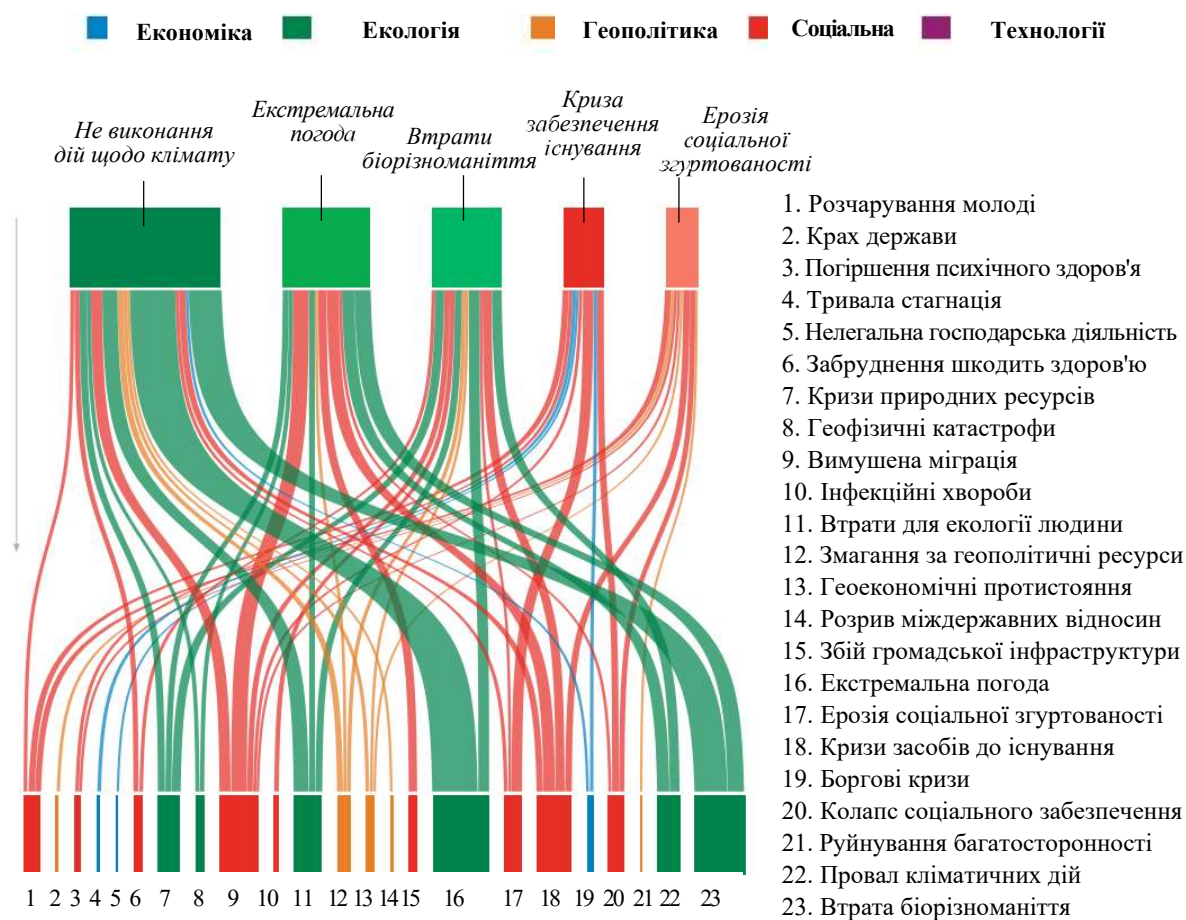 Економіка Екологія Геополітика Соціальна Технології
Не виконання
дій щодо клімату
Екстремальна
погода
Втрати
біорізноманіття
Криза
забезпечення
існування
Ерозія
соціальної
згуртованості
1. Розчарування молоді
2. Крах держави
3. Погіршення психічного здоров'я
4. Тривала стагнація
5. Нелегальна господарська діяльність
6. Забруднення шкодить здоров'ю
7. Кризи природних ресурсів
8. Геофізичні катастрофи
9. Вимушена міграція
10. Інфекційні хвороби
11. Втрати для екології людини
12. Змагання за геополітичні ресурси
13. Геоекономічні протистояння
14. Розрив міждержавних відносин
15. Збій громадської інфраструктури
16. Екстремальна погода
17. Ерозія соціальної згуртованості
18. Кризи засобів до існування
19. Боргові кризи
20. Колапс соціального забезпечення
21. Руйнування багатосторонності
22. Провал кліматичних дій
23. Втрата біорізноманіття
1 2 3 4 5 6 7 8 9 10 11 12 13 14 15 16 17 18 19 20 21 22 23